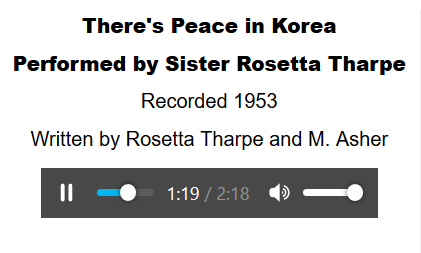 There's Peace in Korea
Performed by Sister Rosetta Tharpe
Recorded 1953
Written by Rosetta Tharpe and M. Asher
1:19 / 2:18